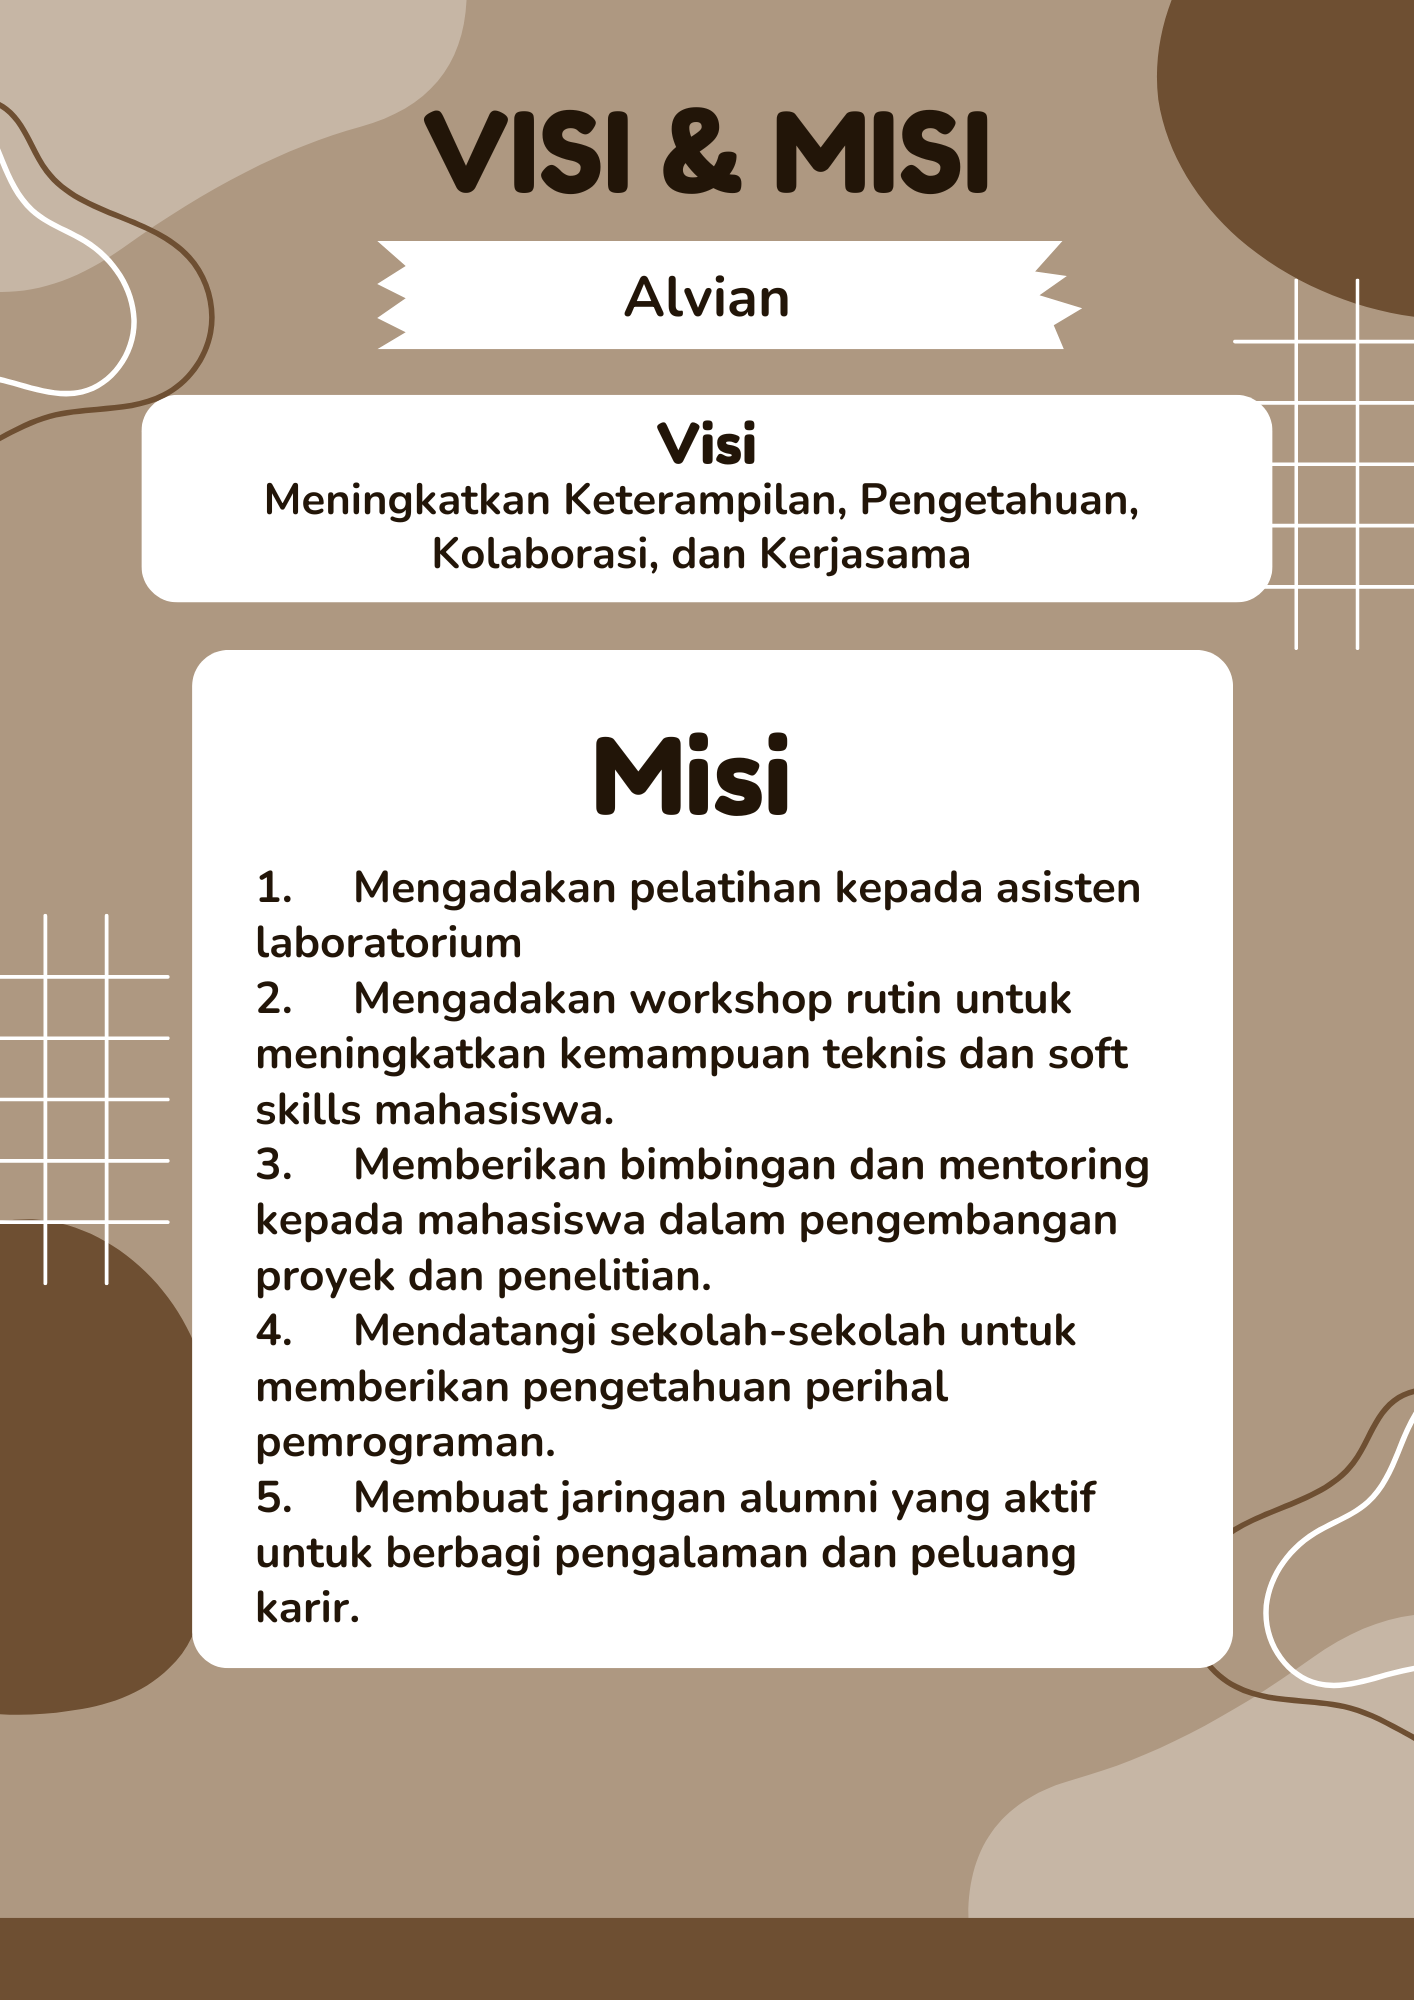 VISI & MISI
Alvian
Visi
Meningkatkan Keterampilan, Pengetahuan,
Kolaborasi, dan Kerjasama
Misi
1. Mengadakan pelatihan kepada asisten
laboratorium
2. Mengadakan workshop rutin untuk
meningkatkan kemampuan teknis dan soft
skills mahasiswa.
3. Memberikan bimbingan dan mentoring
kepada mahasiswa dalam pengembangan
proyek dan penelitian.
4. Mendatangi sekolah-sekolah untuk
memberikan pengetahuan perihal
pemrograman.
5. Membuat jaringan alumni yang aktif
untuk berbagi pengalaman dan peluang
karir.